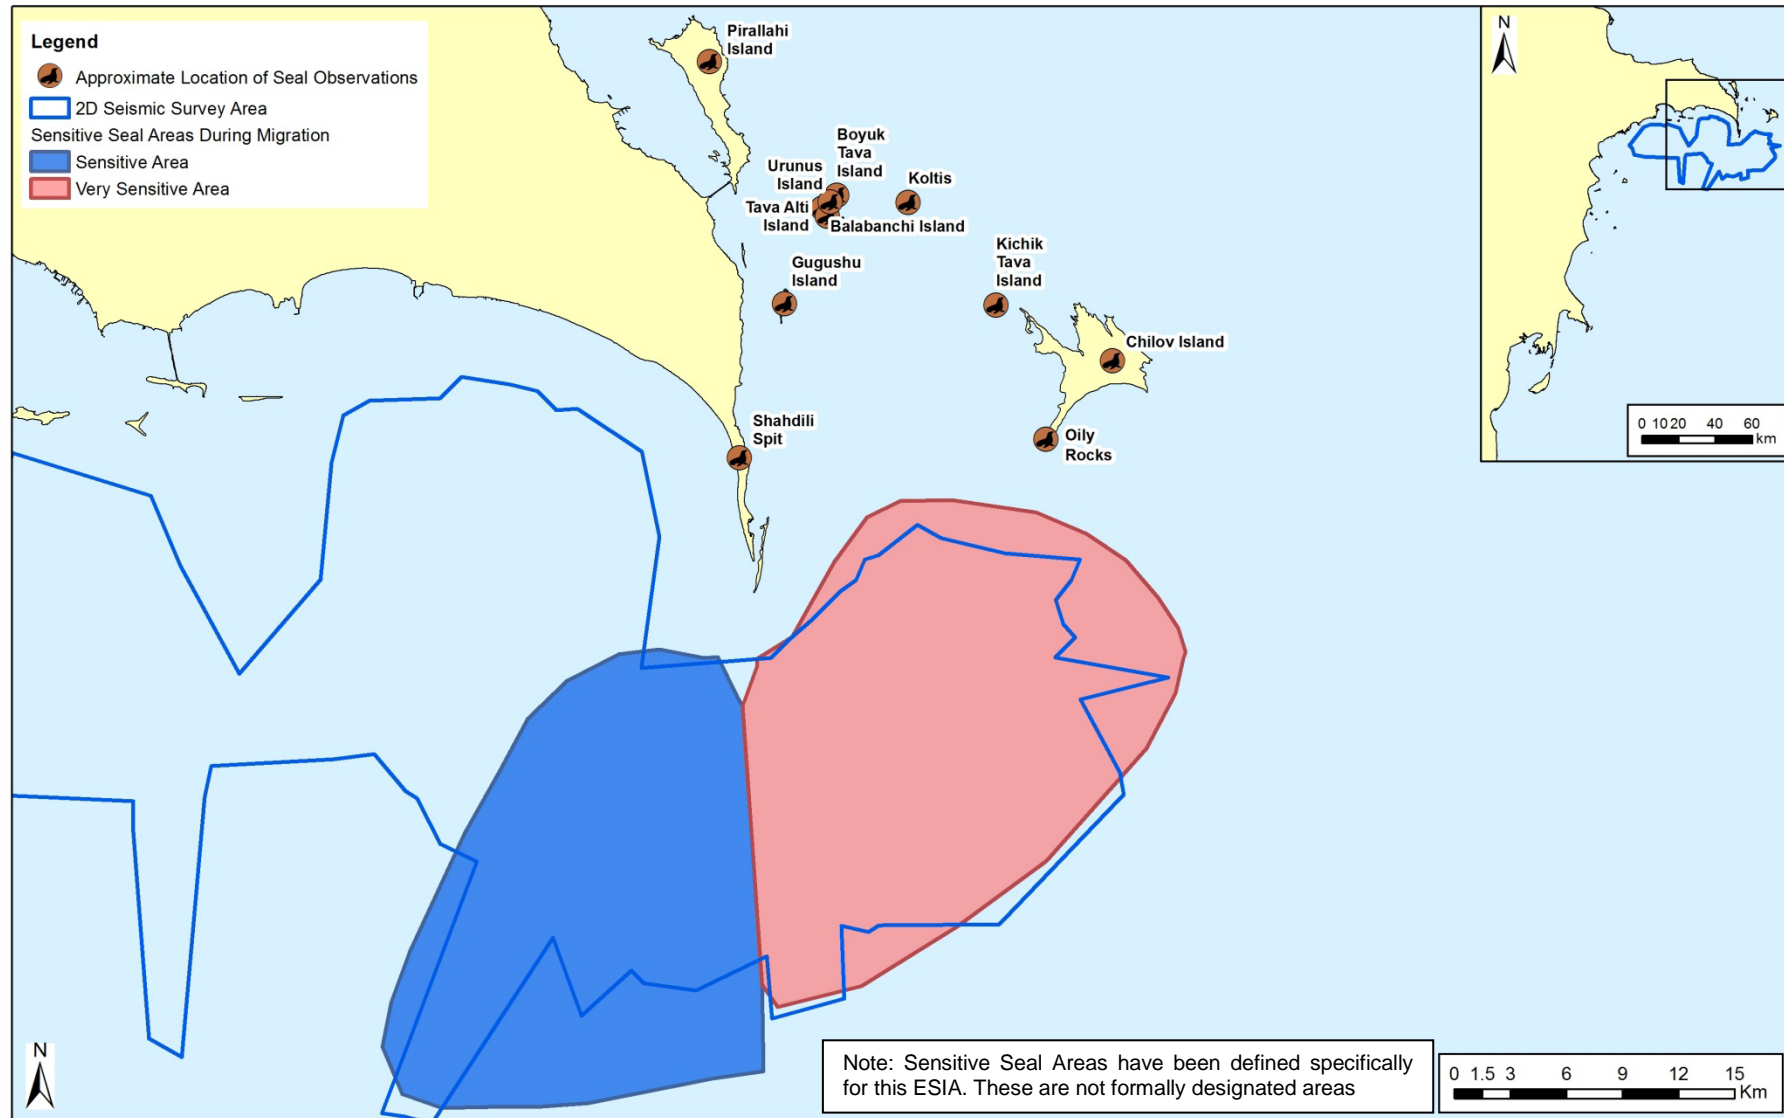 Legend
Approximate Location of Seal Observations
2D Seismic Survey Area
Sensitive Seal Areas During Migration
Sensitive Area
Very Sensitive Area
Pirallahi
Island
Boyuk
Tava
Island
Urunus
Island
Koltis
Tava Alti
Island
Balabanchi Island
Gugushu
Island
Kichik
Tava
Island
Chilov Island
Shahdili
Spit
Oily
Rocks
N
0 10 20 40 60
km
N
Note: Sensitive Seal Areas have been defined specifically
for this ESIA. These are not formally designated areas
0 1.5 3 6 9 12 15
Km